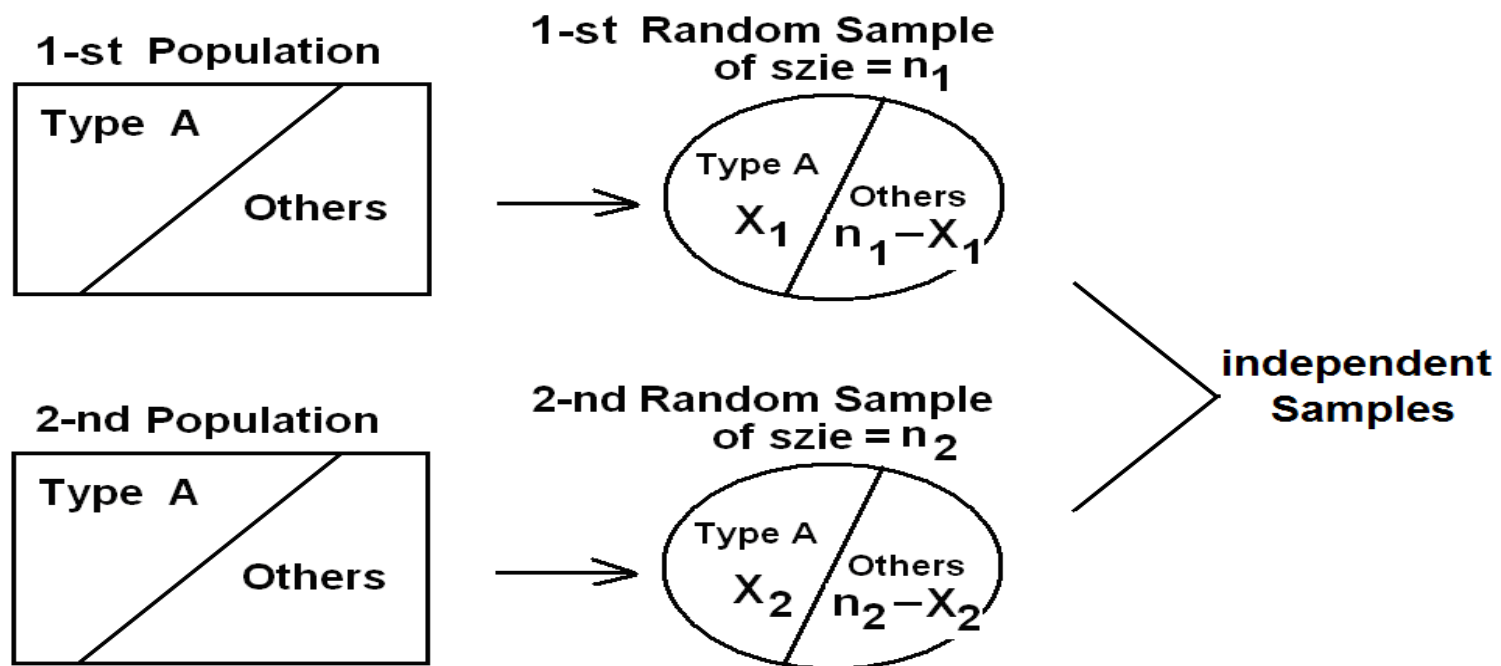 1-st Population
Type A
Others
1-st Random Sample
of szie = n₁
Type A
X₁
Others
n₁–X₁
2-nd Population
Type A
Others
2-nd Random Sample
of szie = n₂
Type A
X₂
Others
n₂–X₂
independent
Samples